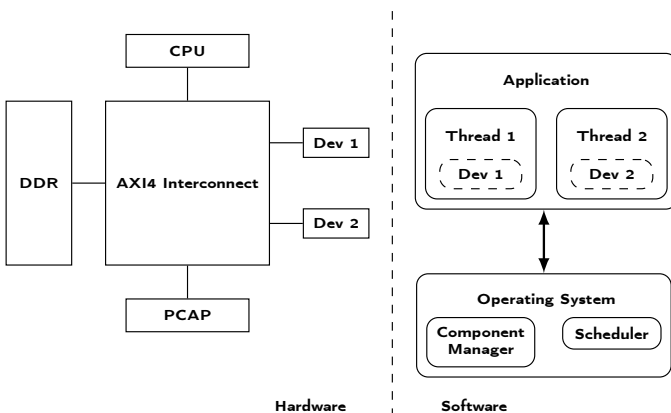 CPU
DDR
AXI4 Interconnect
Dev 1
Dev 2
PCAP
Hardware
Application
Thread 1
Thread 2
Dev 1
Dev 2
Operating System
Component
Manager
Scheduler
Software